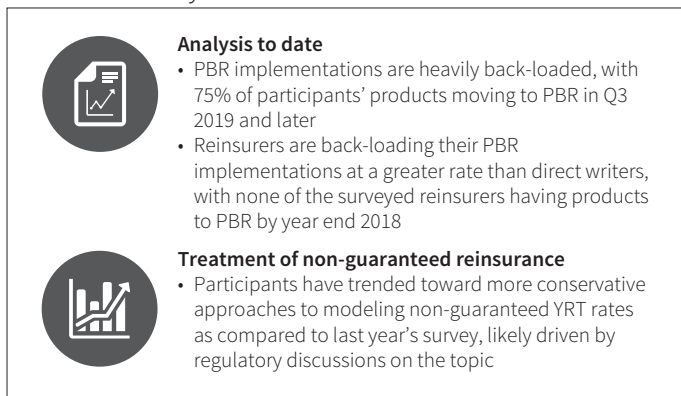 Analysis to date
• PBR implementations are heavily back-loaded, with
75% of participants’ products moving to PBR in Q3
2019 and later
• Reinsurers are back-loading their PBR
implementations at a greater rate than direct writers,
with none of the surveyed reinsurers having products
to PBR by year end 2018
Treatment of non-guaranteed reinsurance
• Participants have trended toward more conservative
approaches to modeling non-guaranteed YRT rates
as compared to last year’s survey, likely driven by
regulatory discussions on the topic